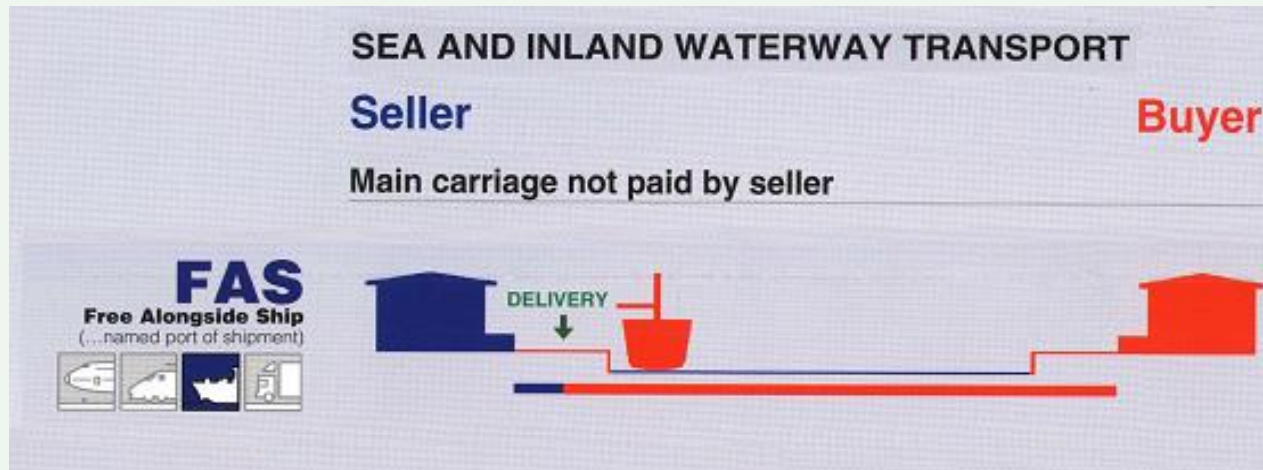 SEA AND INLAND WATERWAY TRANSPORT
Seller
Buyer
Main carriage not paid by seller
FAS
Free Alongside Ship
(...named port of shipment)
DELIVERY